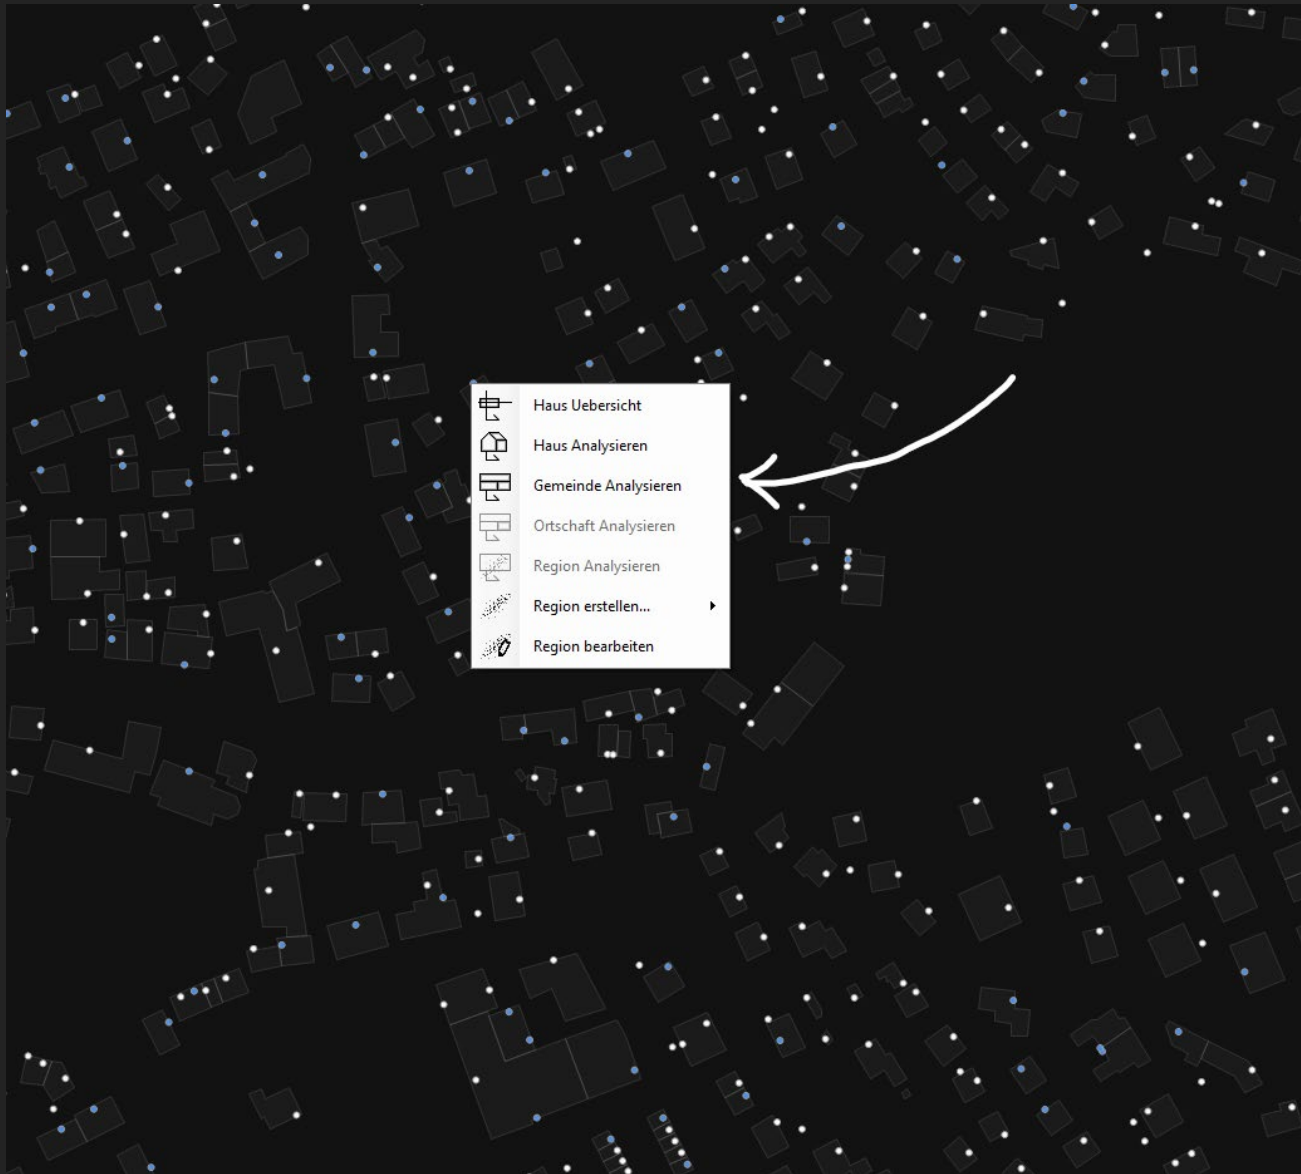 Haus Uebersicht
Haus Analysieren
Gemeinde Analysieren
Ortschaft Analysieren
Region Analysieren
Region erstellen...
Region bearbeiten